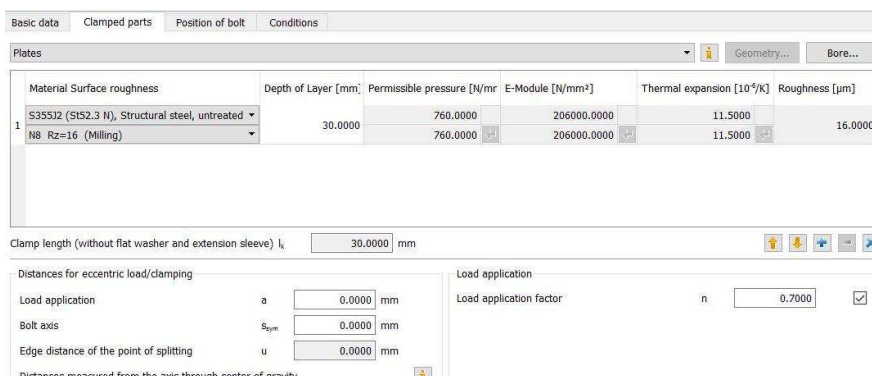 Basic data Clamped parts Position of bolt Conditions
Plates Geometry... Bore...
Material Surface roughness Depth of Layer [mm] Permissible pressure [N/mr E-Module [N/mm²] Thermal expansion [10⁻⁶/K] Roughness [µm]
S355J2 (St52.3 N), Structural steel, untreated 760.0000 206000.0000 11.5000
1 30.0000 16.0000
N8 Rz=16 (Milling) 760.0000 206000.0000 11.5000
Clamp length (without flat washer and extension sleeve) lₖ 30.0000 mm
Distances for eccentric load/clamping Load application
Load application a 0.0000 mm Load application factor n 0.7000
Bolt axis sₛᵧₘ 0.0000 mm
Edge distance of the point of splitting u 0.0000 mm
Distances measured from the axis through center of gravity